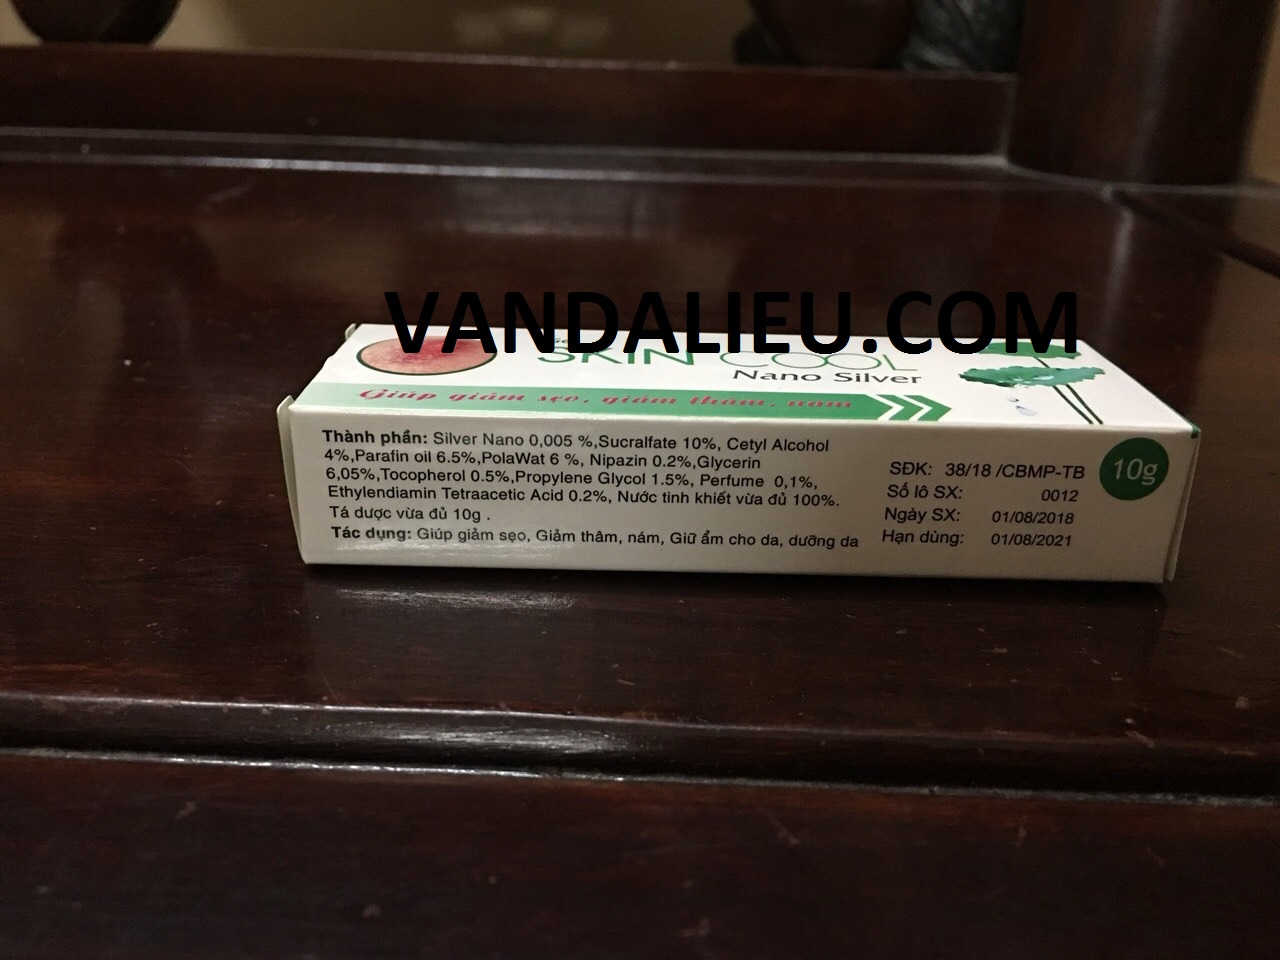 VANDALIEU.COM
SKIN COOL
Nano Silver
Giúp giảm sẹo, giảm thâm, nám
Thành phần: Silver Nano 0,005 %,Sucralfate 10%, Cetyl Alcohol
4%,Parafin oil 6.5%,PolaWat 6 %, Nipazin 0.2%,Glycerin
6,05%,Tocopherol 0.5%,Propylene Glycol 1.5%, Perfume 0,1%,
Ethylendiamin Tetraacetic Acid 0.2%, Nước tinh khiết vừa đủ 100%.
Tá dược vừa đủ 10g .
Tác dụng: Giúp giảm sẹo, Giảm thâm, nám, Giữ ẩm cho da, dưỡng da
SĐK: 38/18 /CBMP-TB
Số lô SX: 0012
Ngày SX: 01/08/2018
Hạn dùng: 01/08/2021
10g